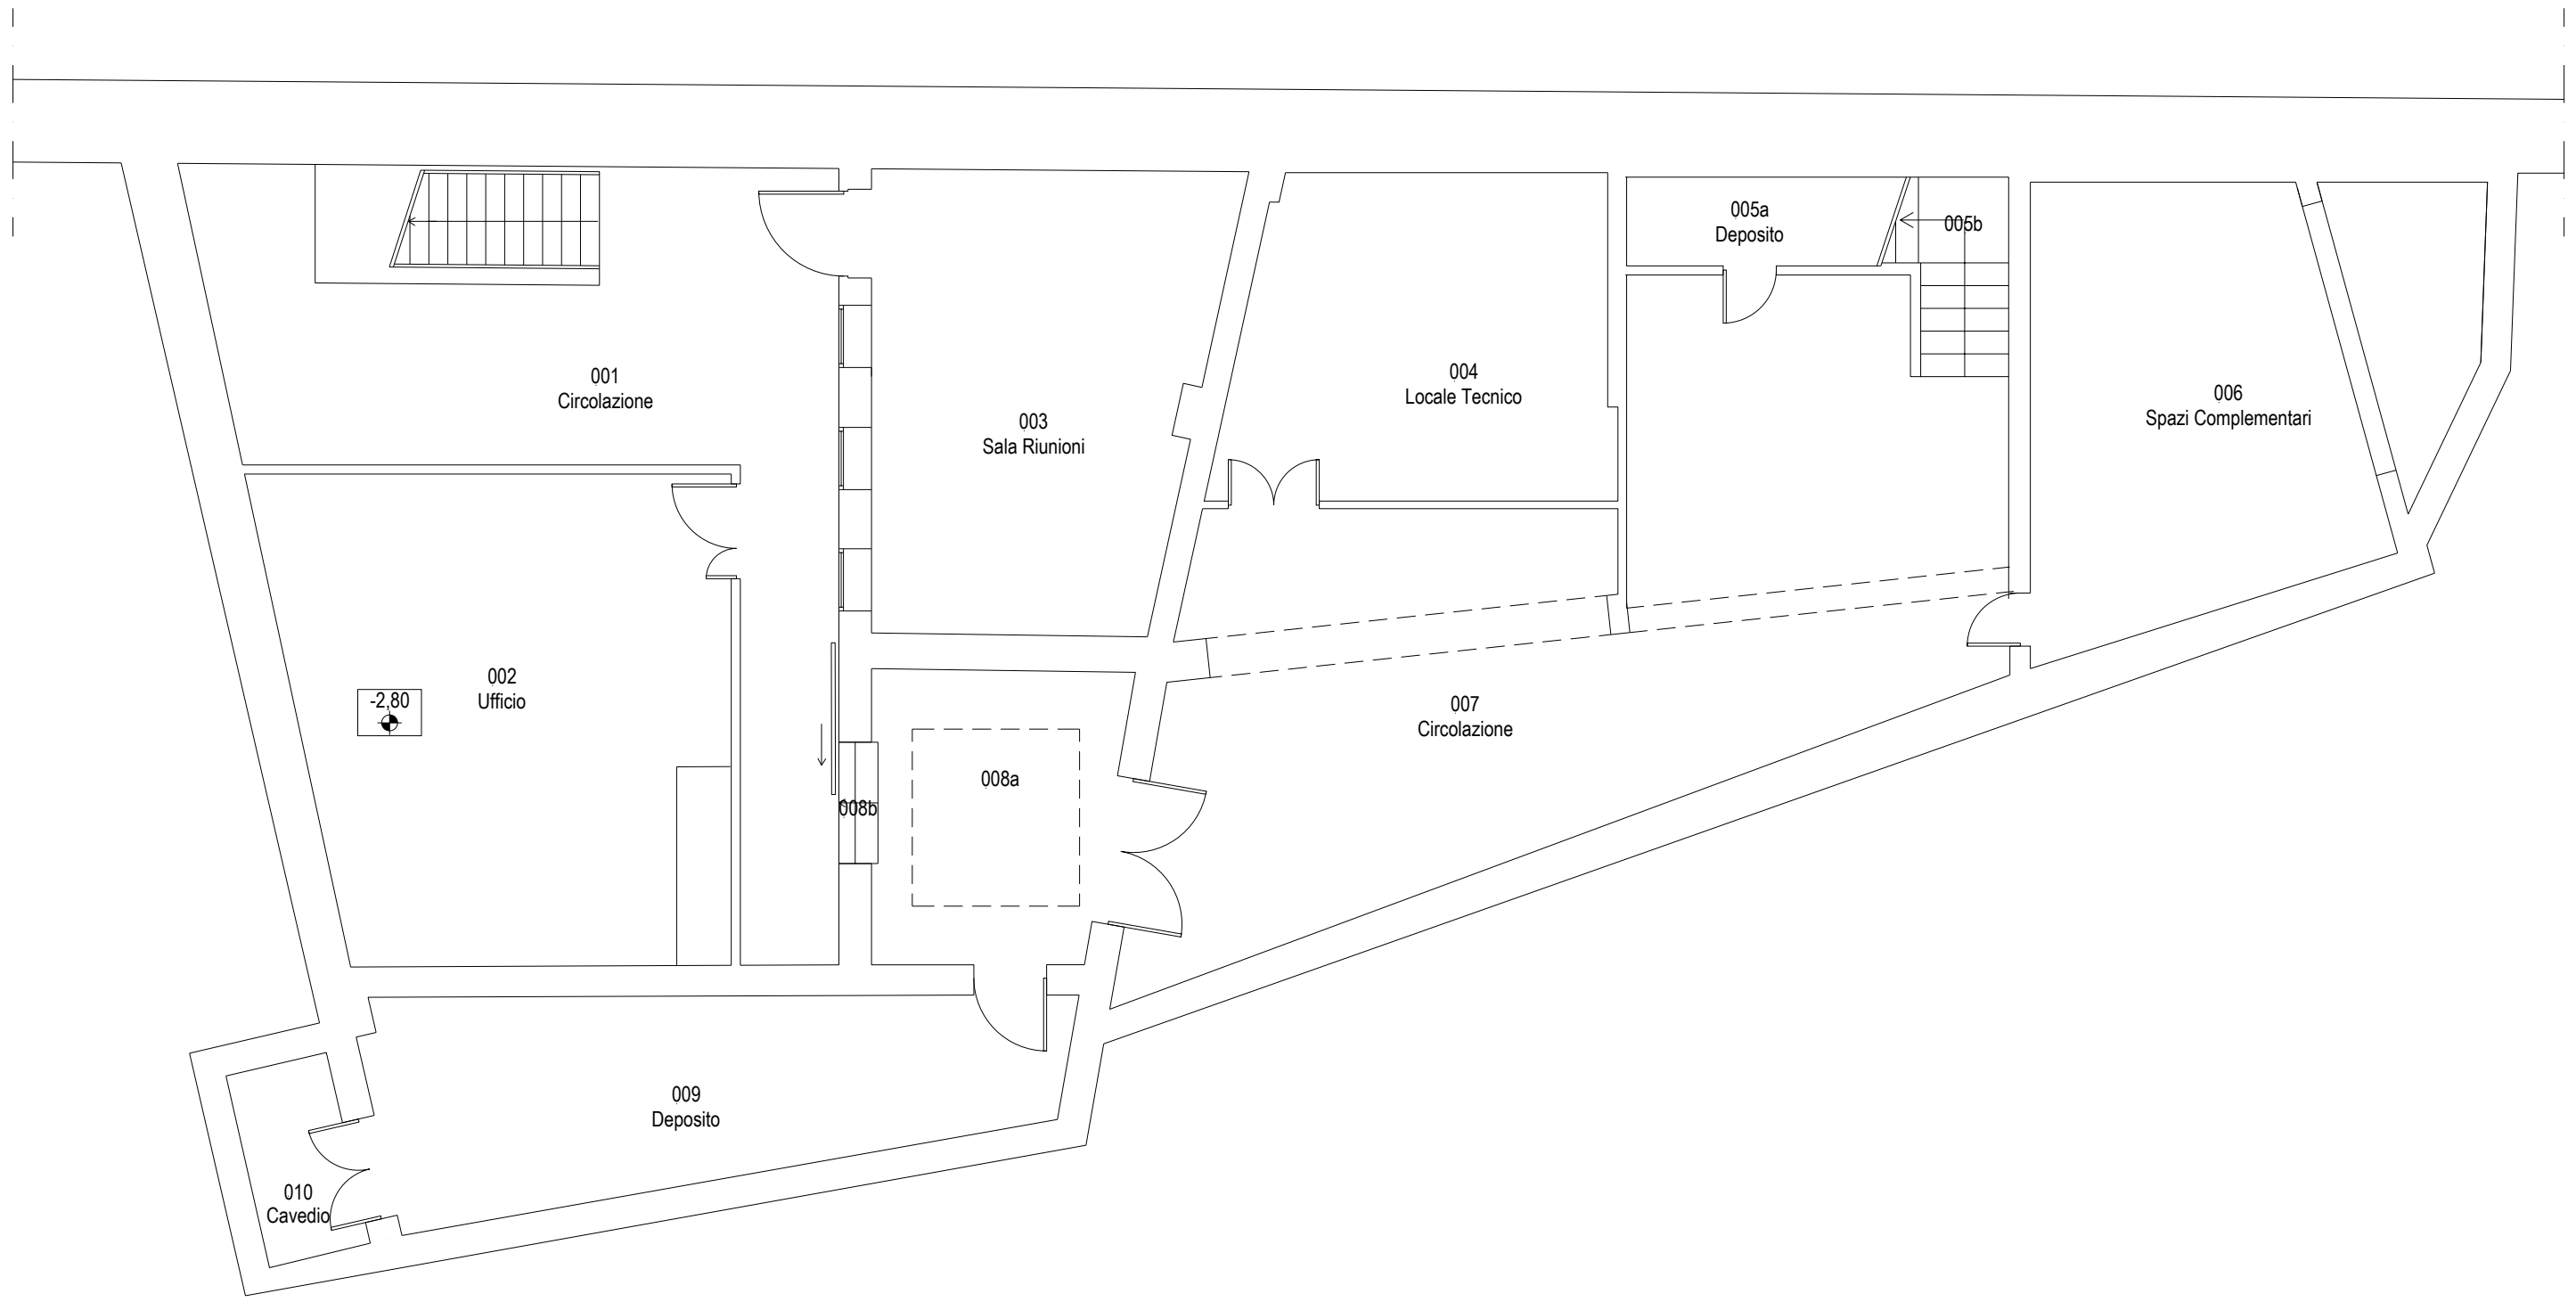 005a
Deposito
005b
001
Circolazione
004
Locale Tecnico
006
Spazi Complementari
003
Sala Riunioni
002
Ufficio
-2,80
007
Circolazione
008a
008b
009
Deposito
010
Cavedio